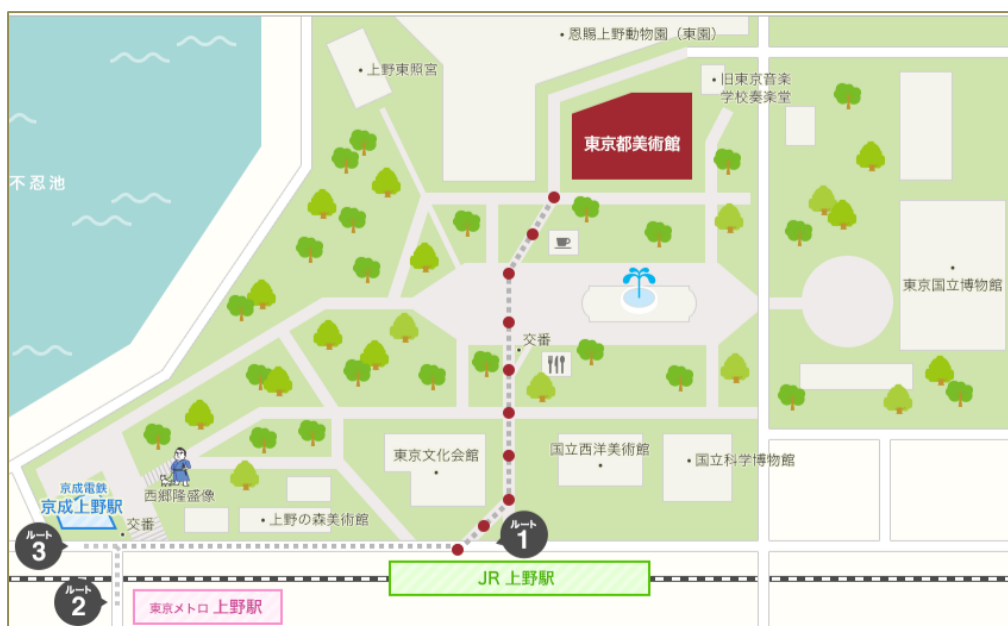 恩賜上野動物園（東園）
上野東照宮
旧東京音楽
学校奏楽堂
東京都美術館
不忍池
東京国立博物館
交番
東京文化会館
国立西洋美術館
国立科学博物館
京成電鉄
京成上野駅
西郷隆盛像
上野の森美術館
交番
ルート
1
ルート
3
JR 上野駅
ルート
2
東京メトロ 上野駅